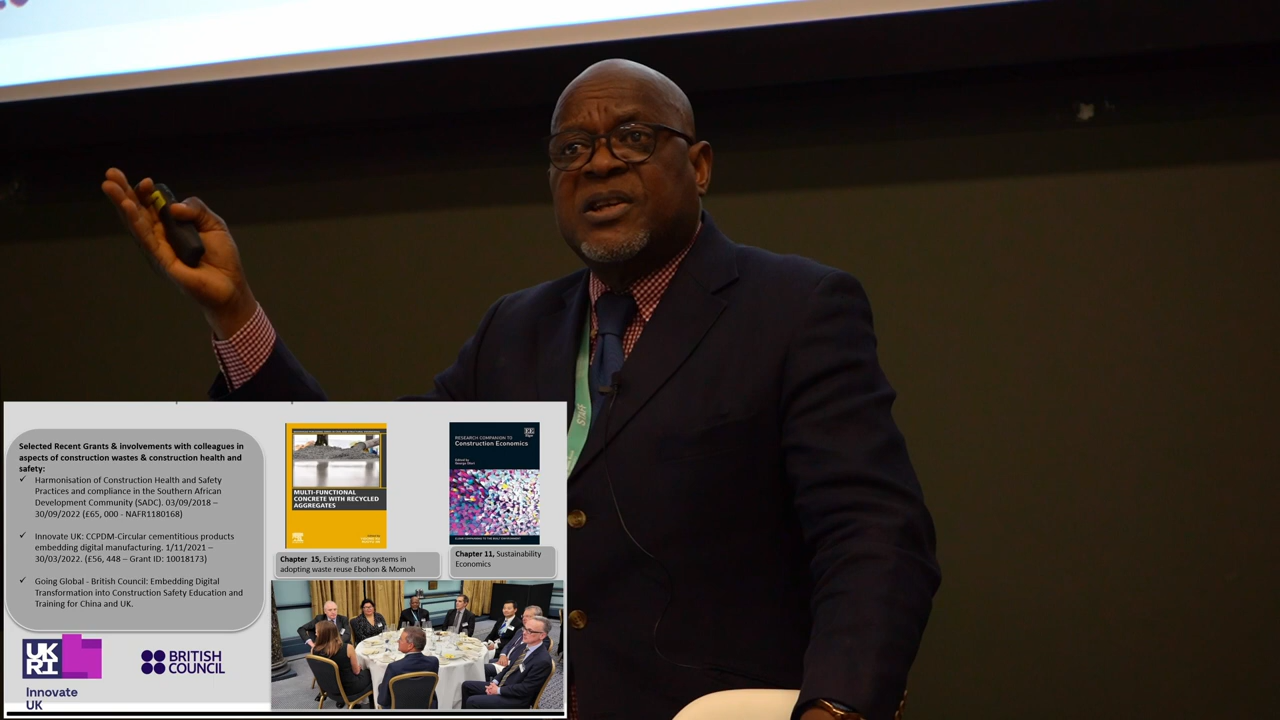 Staff
Selected Recent Grants & involvements with colleagues in
aspects of construction wastes & construction health and
safety:
✓ Harmonisation of Construction Health and Safety
Practices and compliance in the Southern African
Development Community (SADC). 03/09/2018 –
30/09/2022 (£65, 000 - NAFR1180168)
✓ Innovate UK: CCPDM-Circular cementitious products
embedding digital manufacturing. 1/11/2021 –
30/03/2022. (£56, 448 – Grant ID: 10018173)
✓ Going Global - British Council: Embedding Digital
Transformation into Construction Safety Education and
Training for China and UK.
UK
RI
Innovate
UK
BRITISH
COUNCIL
MULTI-FUNCTIONAL
CONCRETE WITH RECYCLED
AGGREGATES
Chapter 15, Existing rating systems in
adopting waste reuse Ebohon & Momoh
RESEARCH COMPANION TO
Construction Economics
Edited by
George Ofori
Chapter 11, Sustainability
Economics